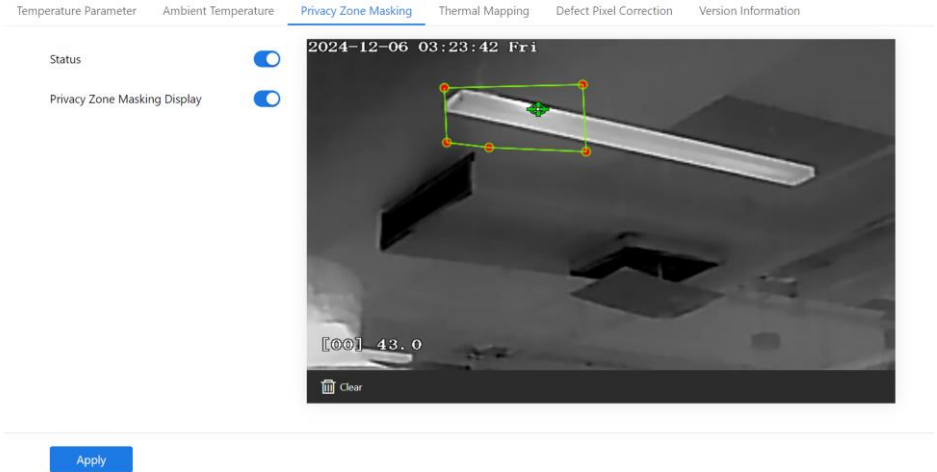 Temperature Parameter Ambient Temperature Privacy Zone Masking Thermal Mapping Defect Pixel Correction Version Information
Status
2024-12-06 03:23:42 Fri
Privacy Zone Masking Display
[00] 43.0
Clear
Apply